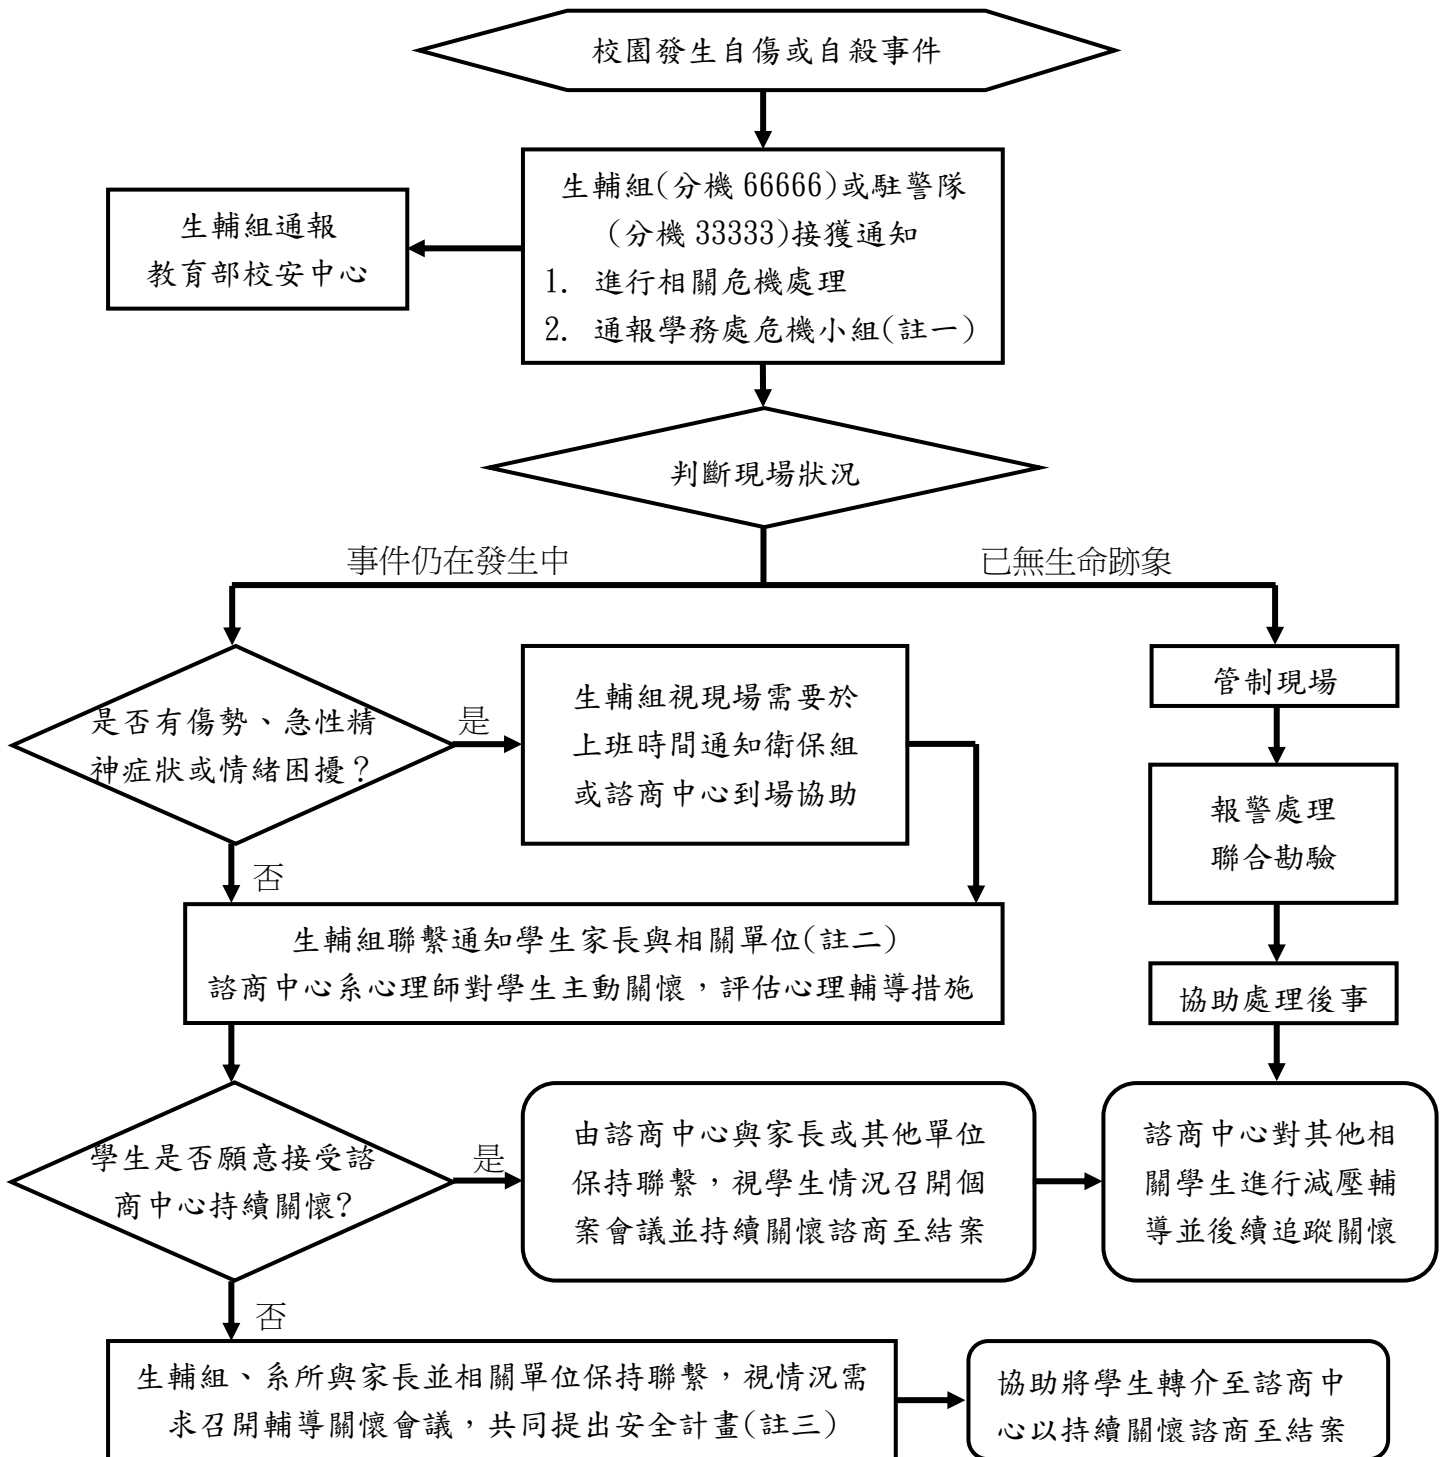 校園發生自傷或自殺事件
生輔組(分機 66666)或駐警隊
(分機 33333)接獲通知
1. 進行相關危機處理
2. 通報學務處危機小組(註一)
生輔組通報
教育部校安中心
判斷現場狀況
事件仍在發生中
已無生命跡象
是否有傷勢、急性精
神症狀或情緒困擾？
是
生輔組視現場需要於
上班時間通知衛保組
或諮商中心到場協助
管制現場
報警處理
聯合勘驗
否
生輔組聯繫通知學生家長與相關單位(註二)
諮商中心系心理師對學生主動關懷，評估心理輔導措施
協助處理後事
學生是否願意接受諮
商中心持續關懷?
是
由諮商中心與家長或其他單位
保持聯繫，視學生情況召開個
案會議並持續關懷諮商至結案
諮商中心對其他相
關學生進行減壓輔
導並後續追蹤關懷
否
生輔組、系所與家長並相關單位保持聯繫，視情況需
求召開輔導關懷會議，共同提出安全計畫(註三)
協助將學生轉介至諮商中
心以持續關懷諮商至結案